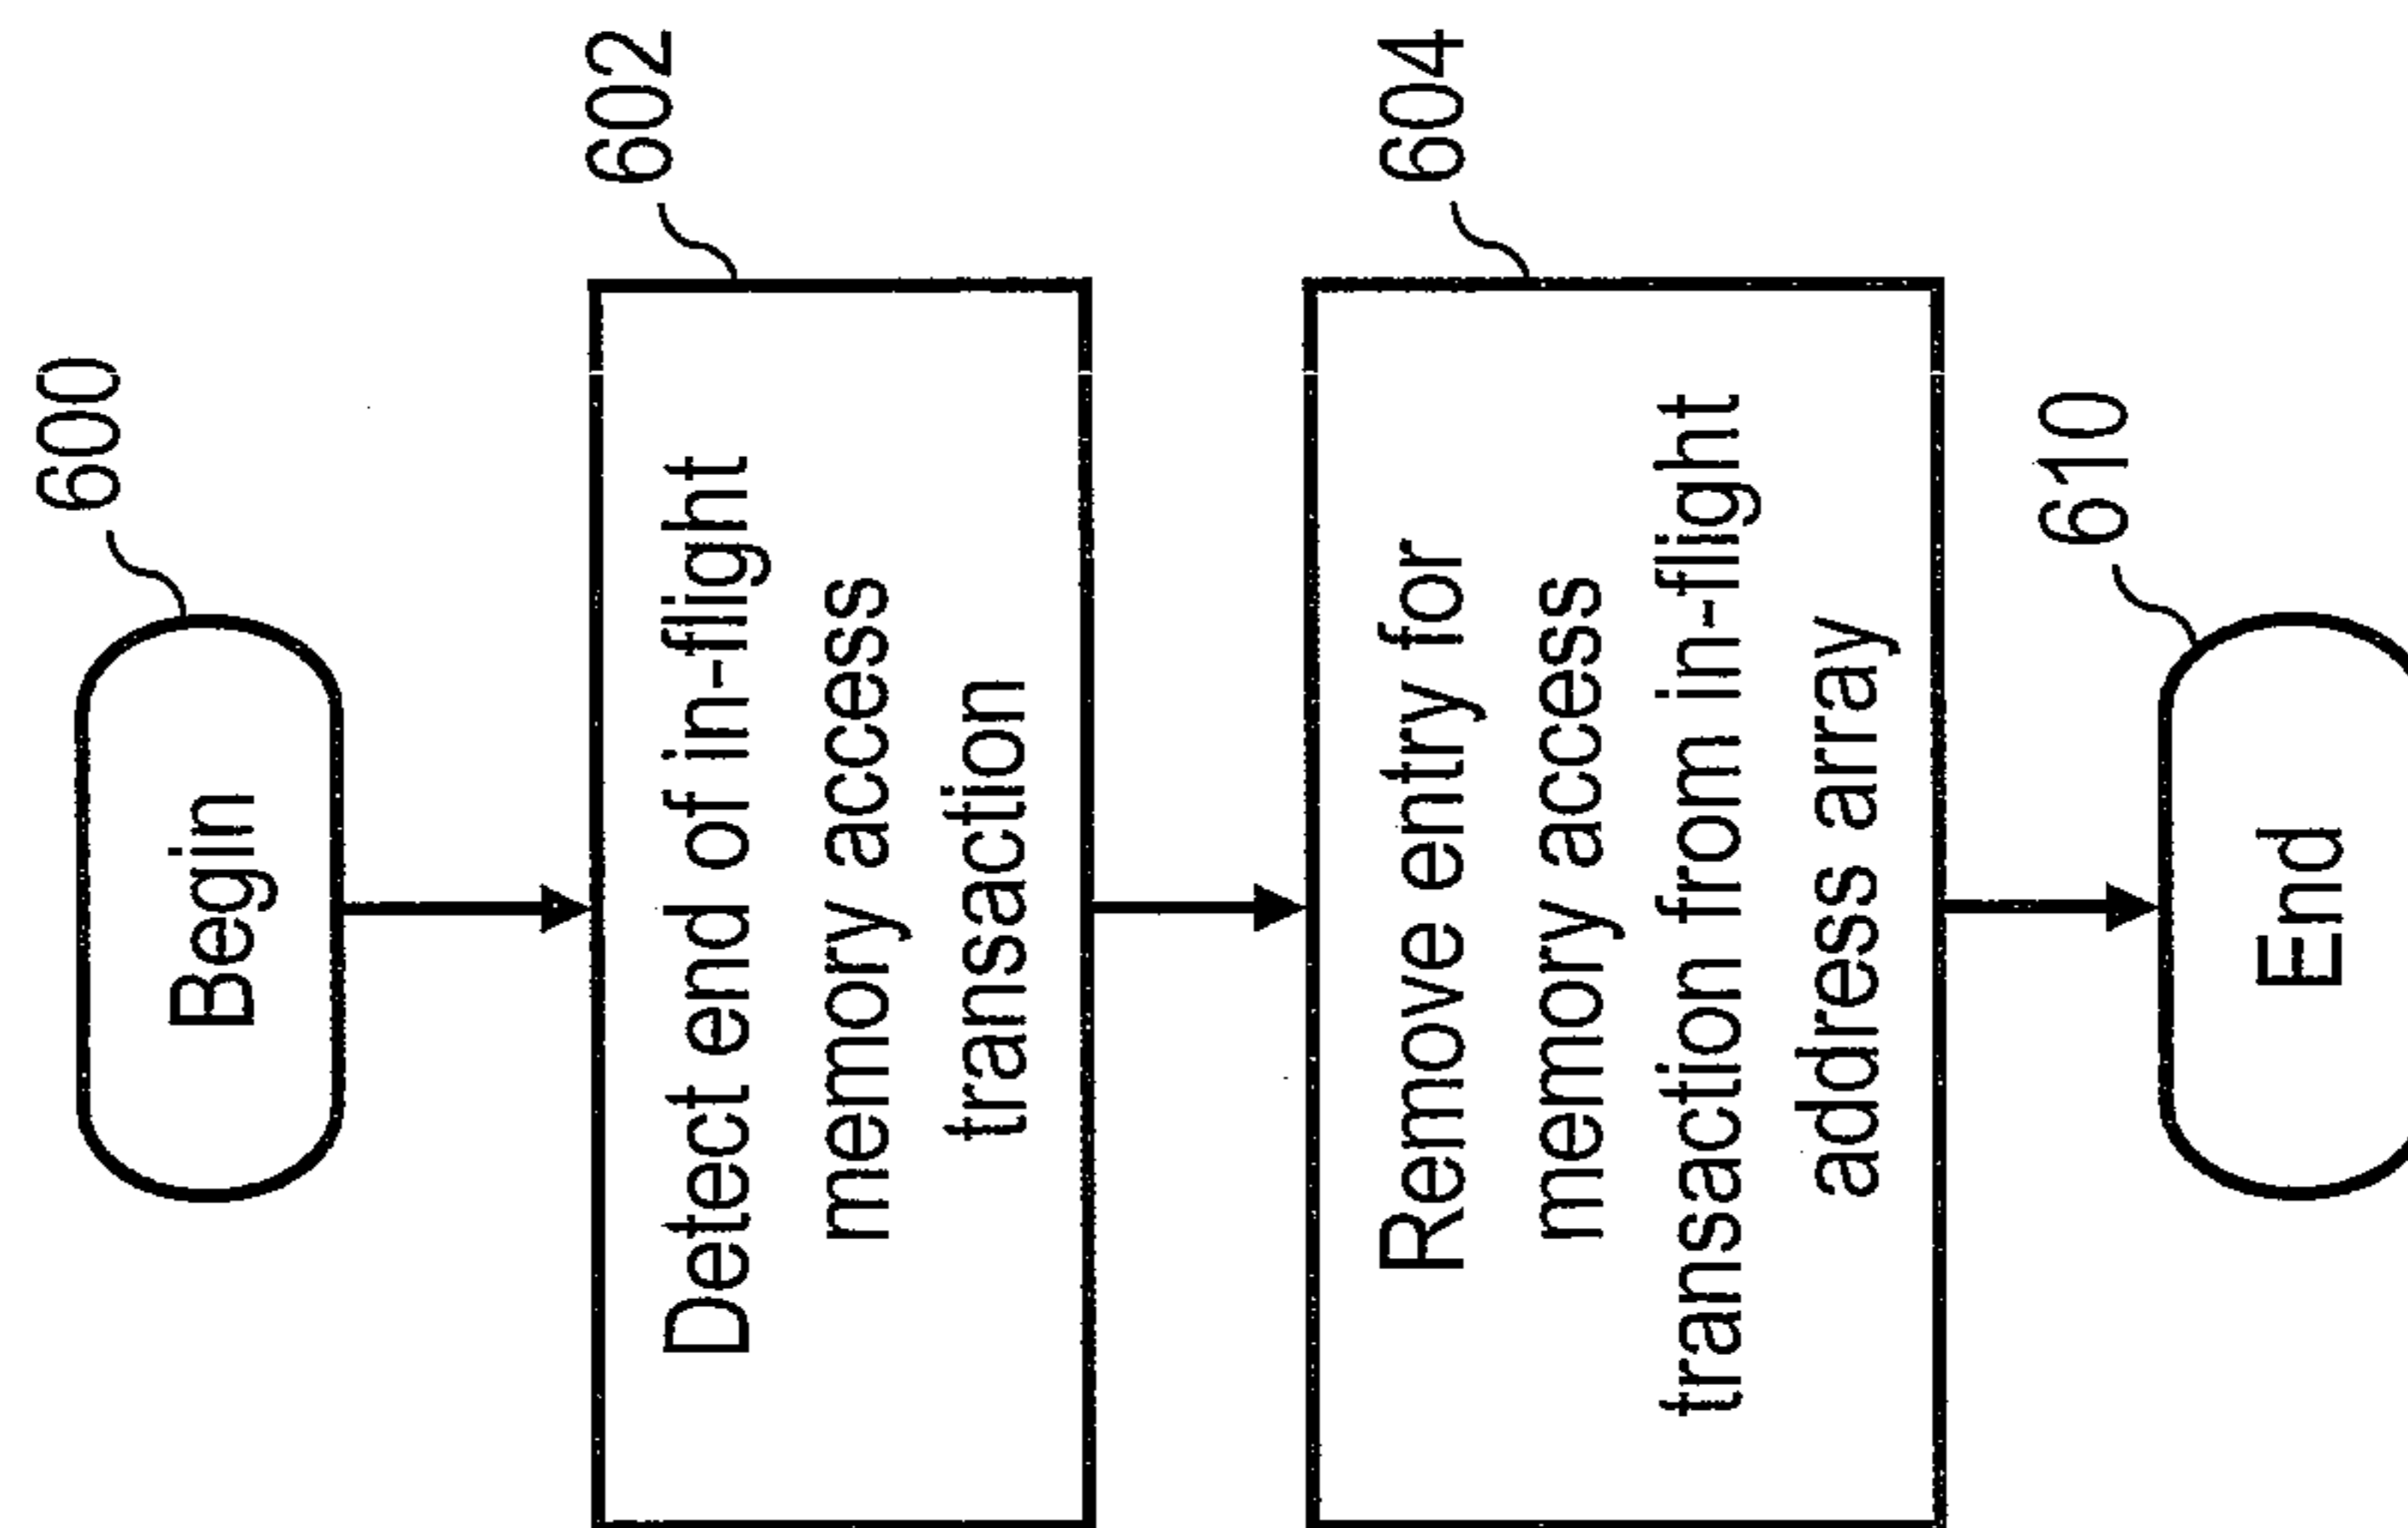 600
Begin
602
Detect end of in-flight
memory access
transaction
604
Remove entry for
memory access
transaction from in-flight
address array
610
End